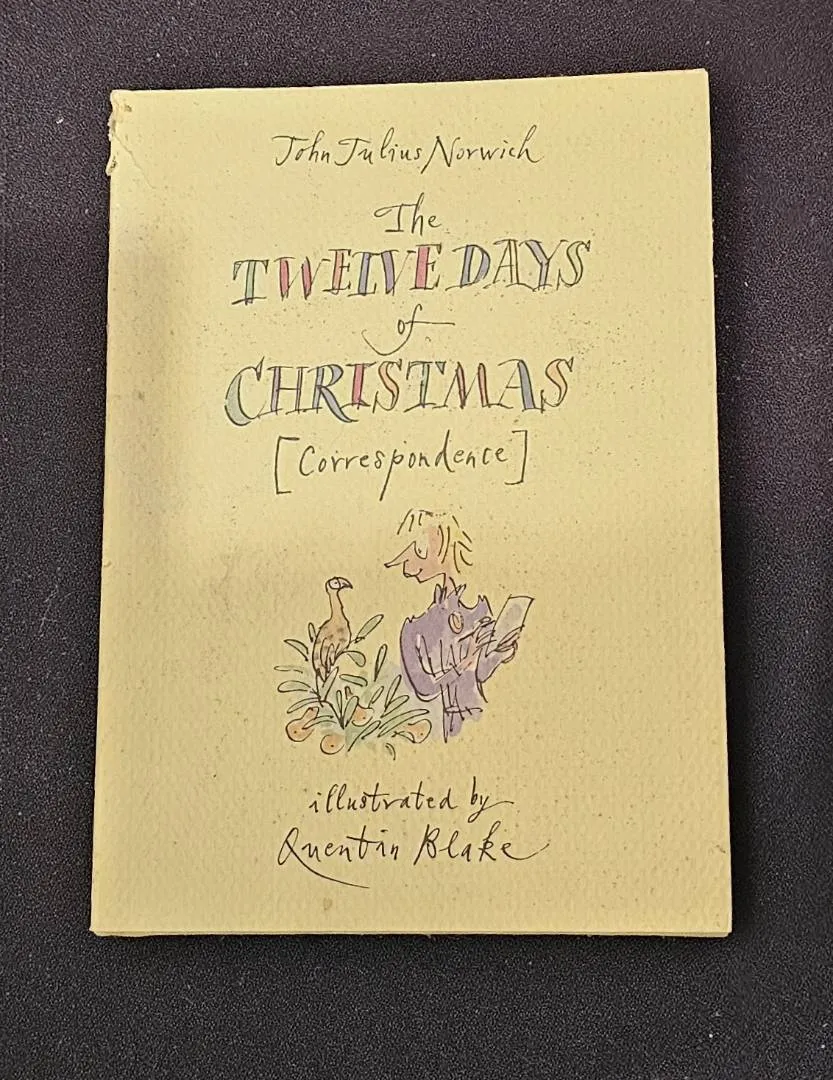 John Julius Norwich
The
TWELVE DAYS
of
CHRISTMAS
[Correspondence]
illustrated by
Quentin Blake